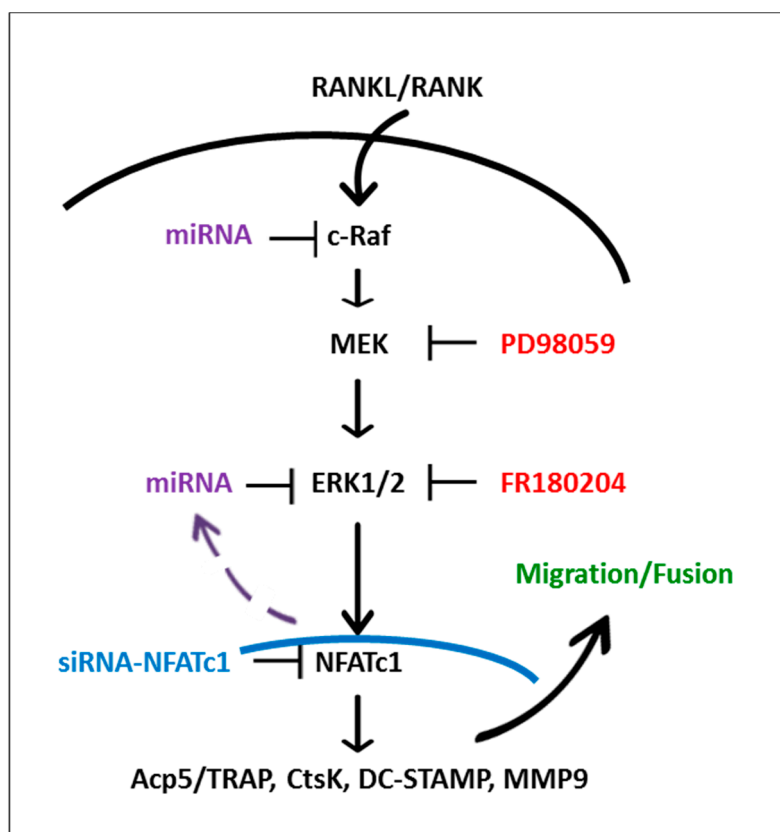 RANKL/RANK
miRNA
c-Raf
MEK
PD98059
miRNA
ERK1/2
FR180204
Migration/Fusion
siRNA-NFATc1
NFATc1
Acp5/TRAP, CtsK, DC-STAMP, MMP9